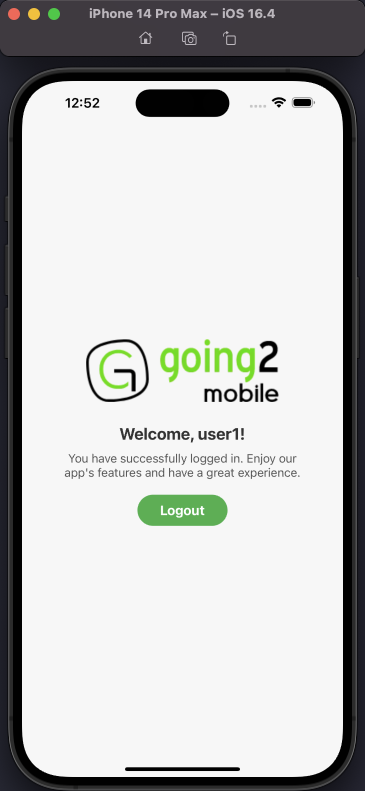 iPhone 14 Pro Max – iOS 16.4
12:52
G going2
mobile
Welcome, user1!
You have successfully logged in. Enjoy our
app's features and have a great experience.
Logout